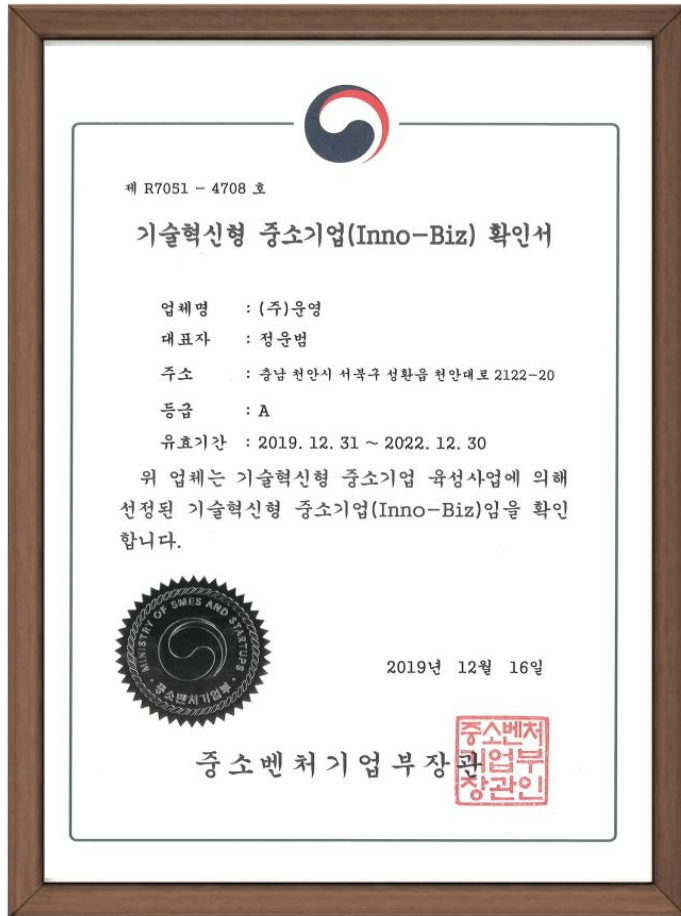 제 R7051 - 4708 호
기술혁신형 중소기업(Inno-Biz) 확인서
업체명 : (주)운영
대표자 : 정운범
주소 : 충남 천안시 서북구 성환읍 천안대로 2122-20
등급 : A
유효기간 : 2019. 12. 31 ~ 2022. 12. 30
위 업체는 기술혁신형 중소기업 육성사업에 의해
선정된 기술혁신형 중소기업(Inno-Biz)임을 확인
합니다.
MINISTRY OF SMES AND STARTUPS
중소벤처기업부
2019년 12월 16일
중소벤처기업부장관
중소벤처
기업부
장관인